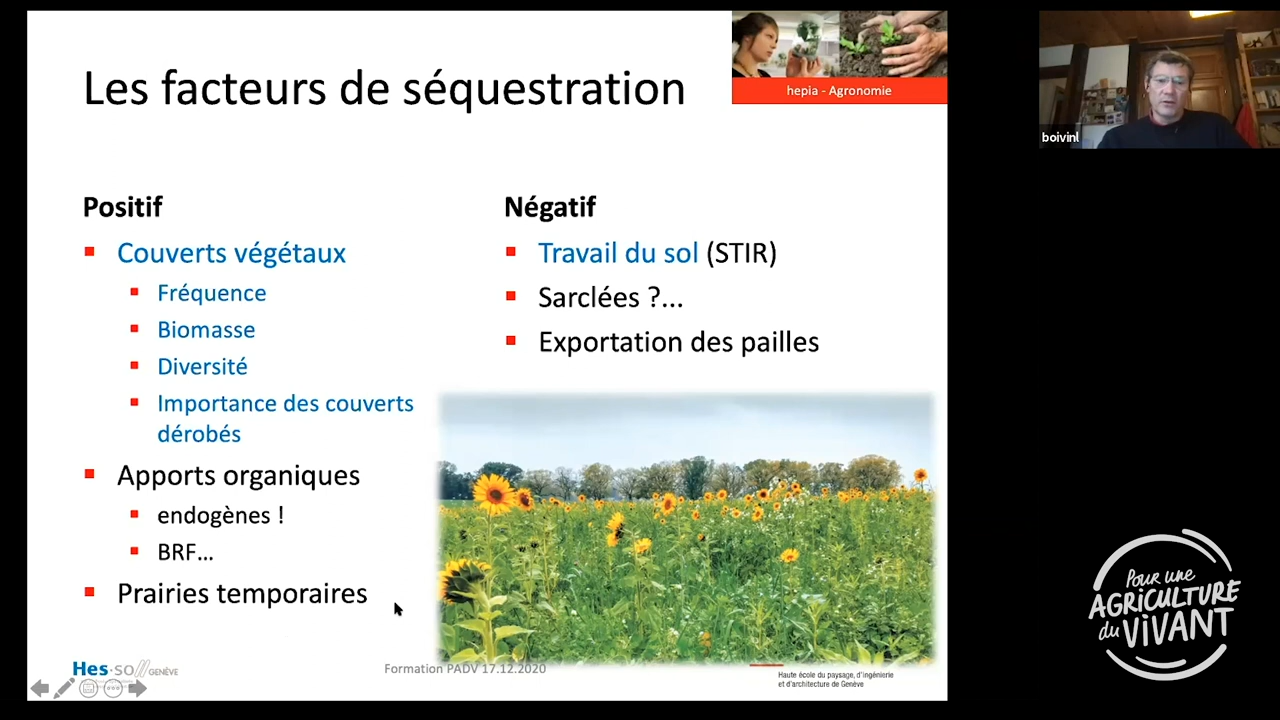 Les facteurs de séquestration
hepia - Agronomie
boivinl
Positif
Couverts végétaux
Fréquence
Biomasse
Diversité
Importance des couverts
dérobés
Apports organiques
endogènes !
BRF...
Prairies temporaires
Négatif
Travail du sol (STIR)
Sarclées ?...
Exportation des pailles
Hes·so GENÈVE
Formation PADV 17.12.2020
Haute école du paysage, d'ingénierie
et d'architecture de Genève
Pour une
AGRICULTURE
du VIVANT